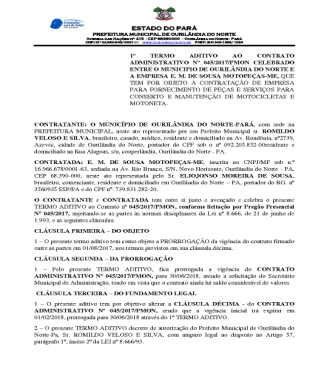 ESTADO DO PARÁ
PREFEITURA MUNICIPAL DE OURILÂNDIA DO NORTE
1º TERMO ADITIVO AO CONTRATO
ADMINISTRATIVO Nº 045/2017/PMON CELEBRADO
ENTRE O MUNICIPIO DE OURILÂNDIA DO NORTE E
A EMPRESA E. M. DE SOUSA MOTOPEÇAS-ME, QUE
TEM POR OBJETO À CONTRATAÇÃO DE EMPRESA
PARA FORNECIMENTO DE PEÇAS E SERVIÇOS PARA
CONSERTO E MANUTENÇÃO DE MOTOCICLETAS E
MOTONETA.
CONTRATANTE: O MUNICÍPIO DE OURILÂNDIA DO NORTE, com sede na
PREFEITURA MUNICIPAL, neste ato representado por seu Prefeito Municipal sr. ROMILDO
VELOSO E SILVA, brasileiro, casado, médico, residente e domiciliado na Av. Rondônia, nº2739,
Azevec, cidade de Ourilândia do Norte, portador do CPF sob o nº 092.205.832-00residente e
domiciliado na Rua Alagoas, s/n, cooperlândia, Ourilândia do Norte - PA.
CONTRATADA: E. M. DE SOUSA MOTOPEÇAS-ME, inscrita no CNPJ/MF sob n.º
16.966.678/0001-63, sediada na Av. Rio Branco, S/N, Novo Horizonte, Ourilândia do Norte - PA,
CEP 68.390-000, neste ato representada pelo Sr. ELISJONSO MOREIRA DE SOUSA,
brasileiro, comerciante, residente e domiciliado em Ourilândia do Norte – PA, portador do RG. nº
3560935 SSP/PA e do CPF nº. 739.831.282-20.
O CONTRATANTE e CONTRATADA tem entre si justo e avençado e celebra o presente
TERMO ADITIVO ao Contrato nº 045/2017/PMON, conforme licitação por Pregão Presencial
Nº 045/2017, sujeitando-se as partes às normas disciplinares da Lei nº 8.666, de 21 de junho de
1.993, e as seguintes cláusulas:
CLÁUSULA PRIMEIRA – DO OBJETO
1 – O presente termo aditivo tem como objeto a PRORROGAÇÃO da vigência do contrato firmado
entre as partes em 01/08/2017, nos termos previstos em sua cláusula décima.
CLÁUSULA SEGUNDA – DA PRORROGAÇÃO
1 – Pelo presente TERMO ADITIVO, fica prorrogada a vigência do CONTRATO
ADMINISTRATIVO Nº 045/2017/PMON, para 30/06/2018, atendendo a solicitação do Secretário
Municipal de Administração, tendo em vista que o contrato ainda há saldo considerável de valores.
CLÁUSULA TERCEIRA – DO FUNDAMENTO LEGAL
1 – O presente aditivo tem por objetivo alterar a CLÁUSULA DÉCIMA - do CONTRATO
ADMINISTRATIVO Nº 045/2017/PMON, sendo que a vigência inicial irá expirar em
01/02/2018, prorrogada para 30/06/2018 através do 1º TERMO ADITIVO.
2 – O presente TERMO ADITIVO decorre de autorização do Prefeito Municipal de Ourilândia do
Norte-Pa, Sr. ROMILDO VELOSO E SILVA, com amparo legal ao disposto no Artigo 57,
parágrafo 1º, inciso 2º da LEI nº 8.666/93.